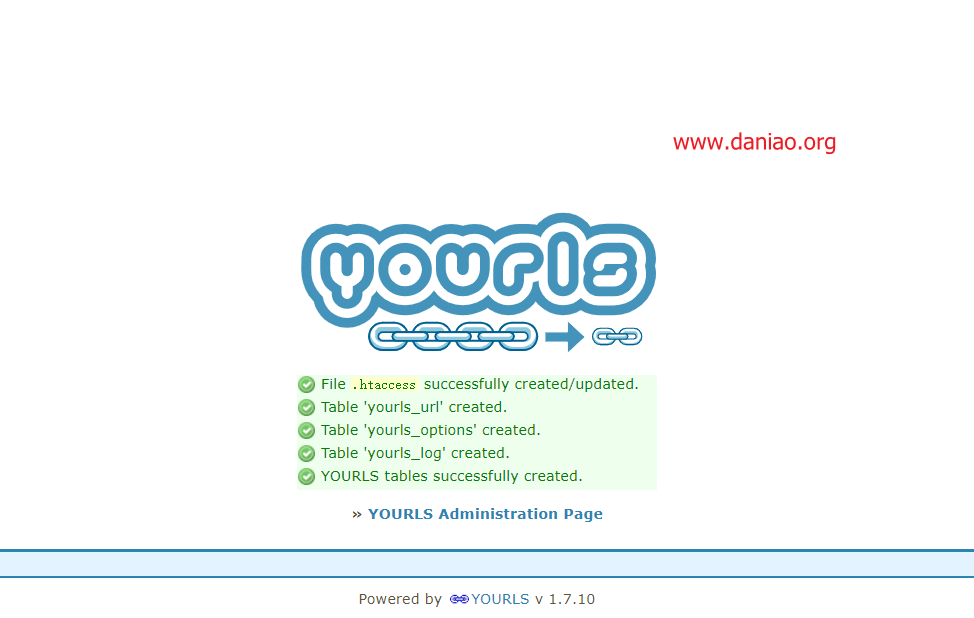 www.daniao.org
yourls
File .htaccess successfully created/updated.
Table 'yourls_url' created.
Table 'yourls_options' created.
Table 'yourls_log' created.
YOURLS tables successfully created.
» YOURLS Administration Page
Powered by YOURLS v 1.7.10